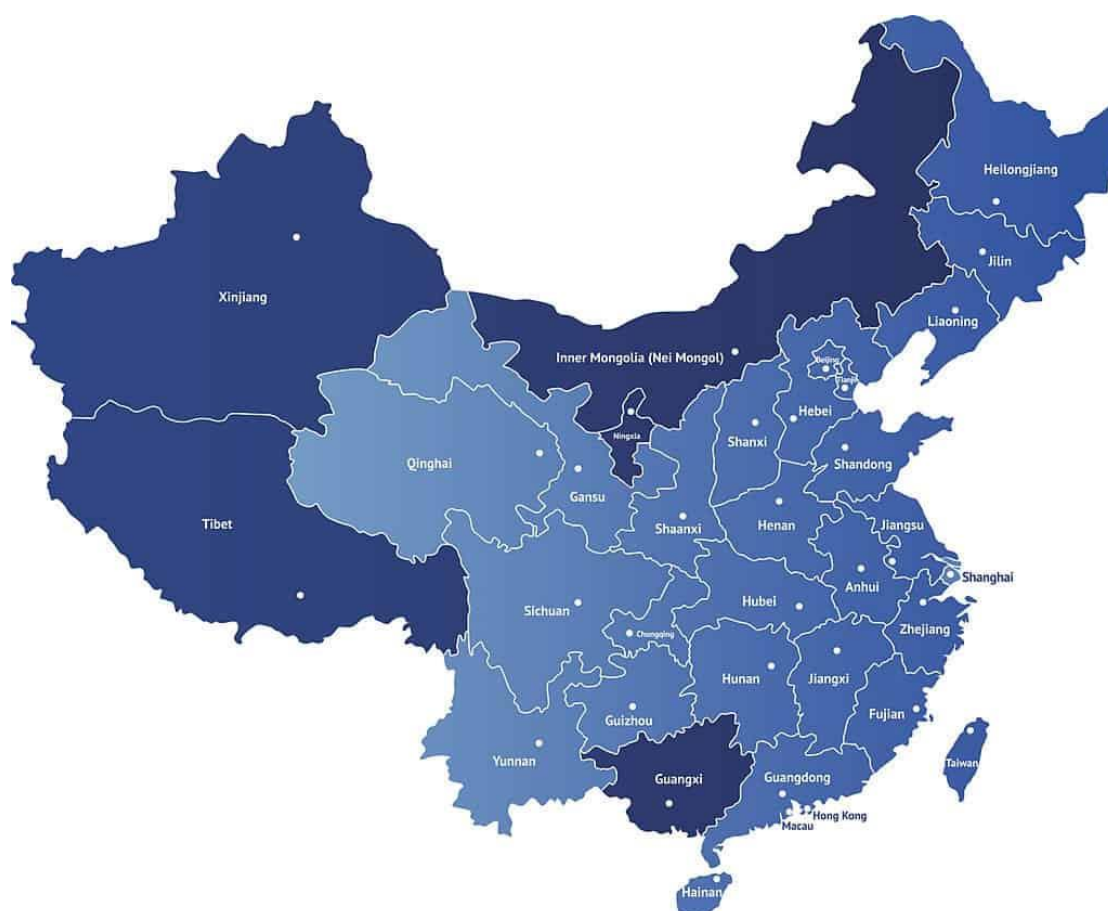 Heilongjiang
Jilin
Xinjiang
Liaoning
Inner Mongolia (Nei Mongol)
Beijing
Tianjin
Hebei
Ningxia
Shanxi
Shandong
Qinghai
Gansu
Shaanxi
Henan
Jiangsu
Tibet
Shanghai
Anhui
Hubei
Sichuan
Zhejiang
Chongqing
Hunan
Jiangxi
Fujian
Guizhou
Yunnan
Taiwan
Guangxi
Guangdong
Hong Kong
Macau
Hainan